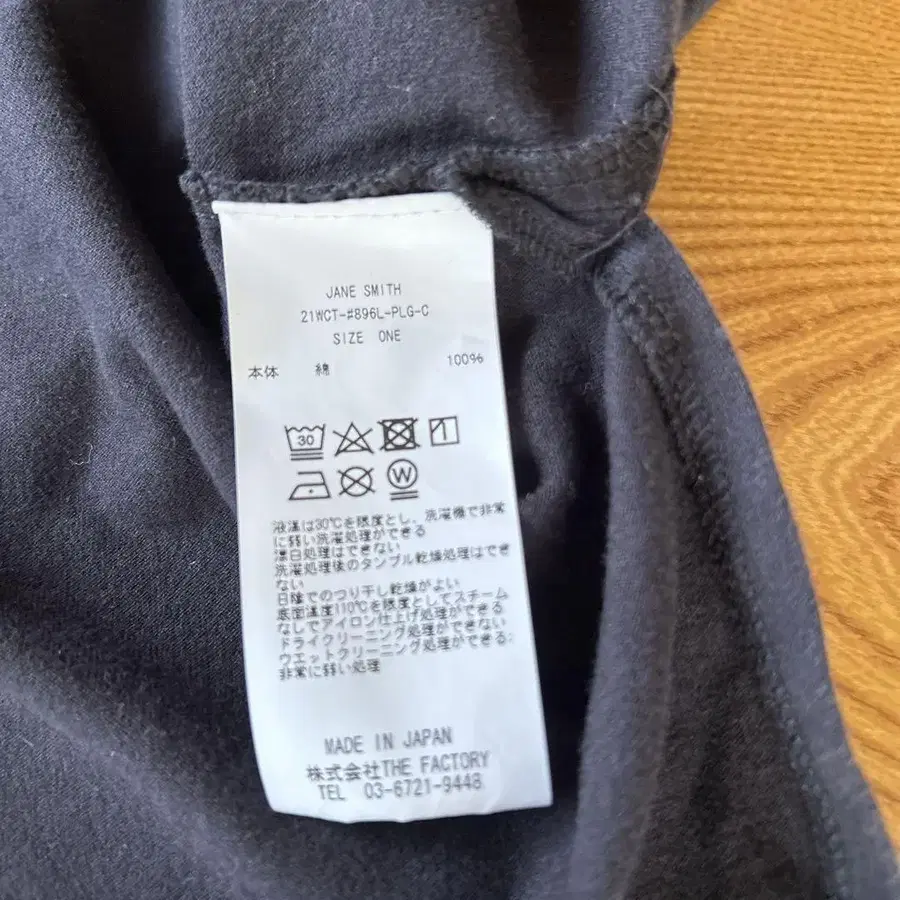 JANE SMITH
21WCT-#896L-PLG-C
SIZE ONE
本体 綿 100%
30
W
液温は30℃を限度とし、洗濯機で非常
に弱い洗濯処理ができる
漂白処理はできない
洗濯処理後のタンブル乾燥処理はでき
ない
日陰でのつり干し乾燥がよい
底面温度110℃を限度としてスチーム
なしでアイロン仕上げ処理ができる
ドライクリーニング処理ができない
ウエットクリーニング処理ができる:
非常に弱い処理
MADE IN JAPAN
株式会社THE FACTORY
TEL 03-6721-9448